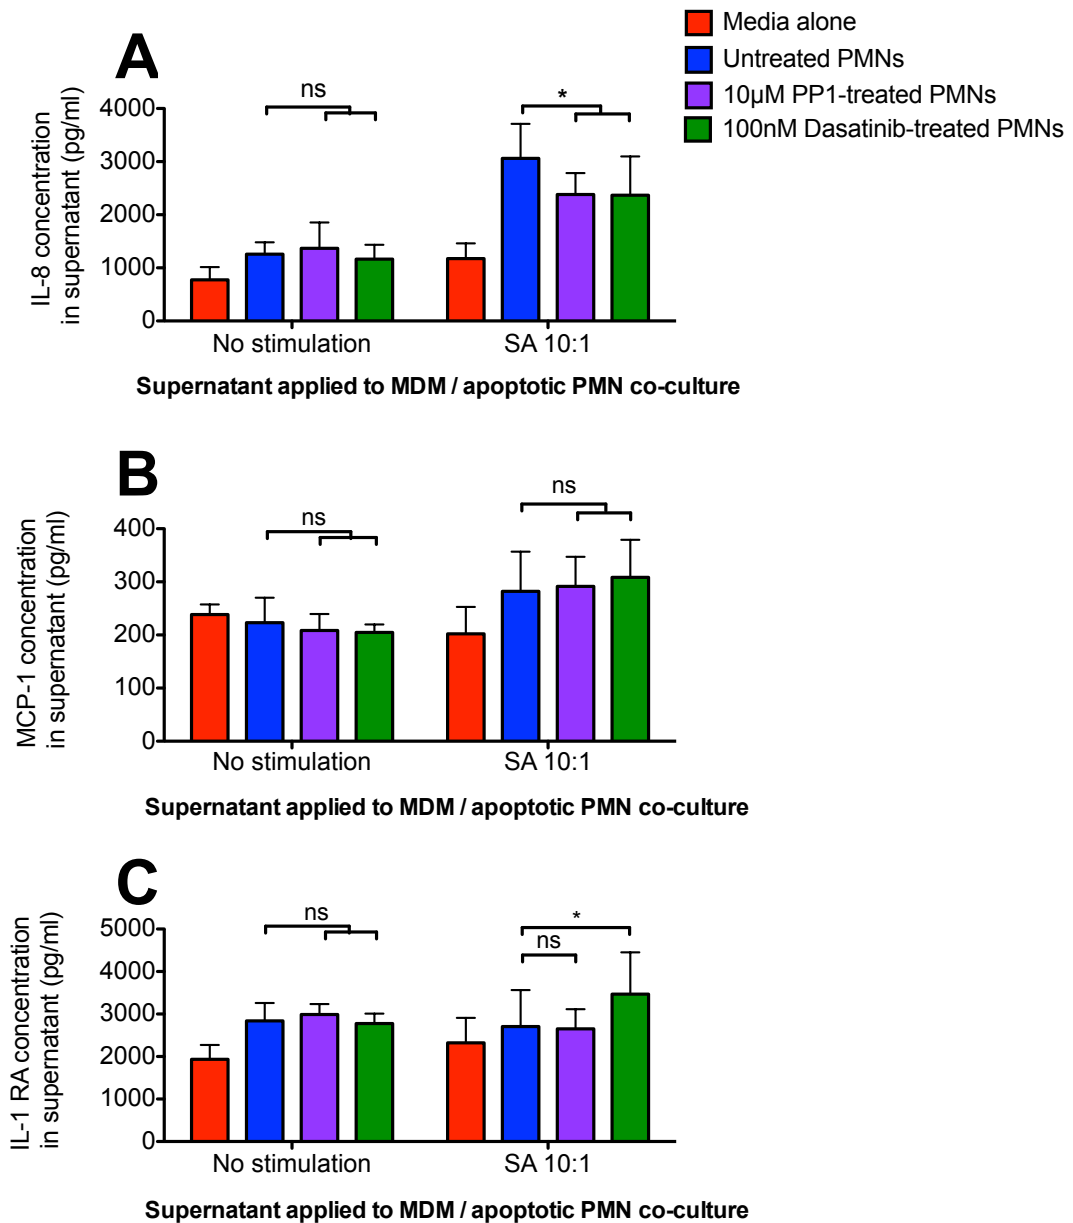 Media alone
Untreated PMNs
10µM PP1-treated PMNs
100nM Dasatinib-treated PMNs
A
IL-8 concentration
in supernatant (pg/ml)
4000
3000
2000
1000
0
ns
*
No stimulation
SA 10:1
Supernatant applied to MDM / apoptotic PMN co-culture
B
MCP-1 concentration
in supernatant (pg/ml)
400
300
200
100
0
ns
ns
No stimulation
SA 10:1
Supernatant applied to MDM / apoptotic PMN co-culture
C
IL-1 RA concentration
in supernatant (pg/ml)
5000
4000
3000
2000
1000
0
ns
*
ns
No stimulation
SA 10:1
Supernatant applied to MDM / apoptotic PMN co-culture